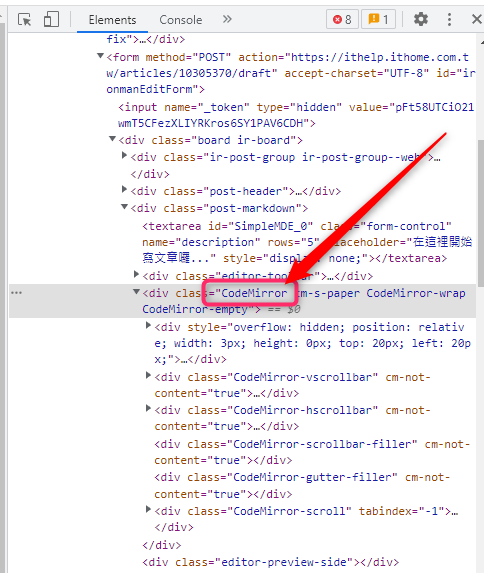 Elements
Console
»
8
1
fix">…</div>
<form method="POST" action="https://ithelp.ithome.com.t
w/articles/10305370/draft" accept-charset="UTF-8" id="ir
onmanEditForm">
<input name="_token" type="hidden" value="pFt58UTCiO21
wmT5CFezXLIYRKros6SY1PAV6CDH">
<div class="board ir-board">
<div class="ir-post-group ir-post-group--web">…
</div>
<div class="post-header">…</div>
<div class="post-markdown">
<textarea id="SimpleMDE_0" class="form-control"
name="description" rows="5" placeholder="在這裡開始
寫文章囉..." style="display: none;"></textarea>
<div class="editor-toolbar">…</div>
<div class="CodeMirror cm-s-paper CodeMirror-wrap
CodeMirror-empty"> == $0
<div style="overflow: hidden; position: relativ
e; width: 3px; height: 0px; top: 20px; left: 20
px;">…</div>
<div class="CodeMirror-vscrollbar" cm-not-
content="true">…</div>
<div class="CodeMirror-hscrollbar" cm-not-
content="true">…</div>
<div class="CodeMirror-scrollbar-filler" cm-not-
content="true"></div>
<div class="CodeMirror-gutter-filler" cm-not-
content="true"></div>
<div class="CodeMirror-scroll" tabindex="-1">…
</div>
</div>
<div class="editor-preview-side"></div>